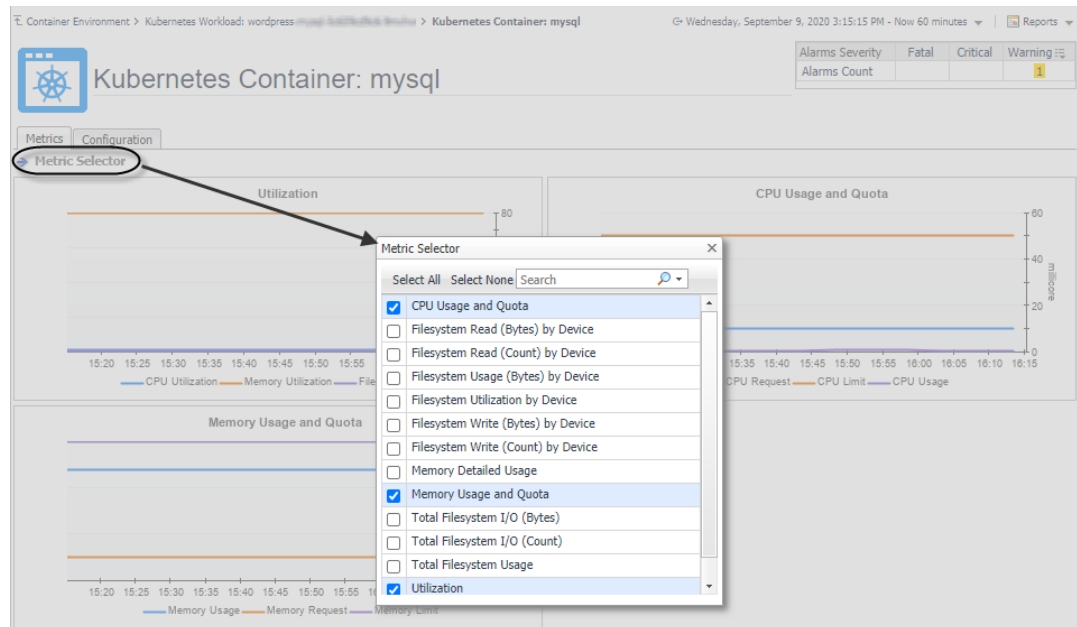 Container Environment > Kubernetes Workload: wordpress > Kubernetes Container: mysql
Wednesday, September 9, 2020 3:15:15 PM - Now 60 minutes
Reports
Kubernetes Container: mysql
Alarms Severity Fatal Critical Warning
Alarms Count 1
Metrics Configuration
Metric Selector
Utilization
80
15:20 15:25 15:30 15:35 15:40 15:45 15:50 15:55
CPU Utilization Memory Utilization
CPU Usage and Quota
60
40
20
0
millicore
15:35 15:40 15:45 15:50 15:55 16:00 16:05 16:10 16:15
CPU Request CPU Limit CPU Usage
Metric Selector
Select All Select None Search
CPU Usage and Quota
Filesystem Read (Bytes) by Device
Filesystem Read (Count) by Device
Filesystem Usage (Bytes) by Device
Filesystem Utilization by Device
Filesystem Write (Bytes) by Device
Filesystem Write (Count) by Device
Memory Detailed Usage
Memory Usage and Quota
Total Filesystem I/O (Bytes)
Total Filesystem I/O (Count)
Total Filesystem Usage
Utilization
Memory Usage and Quota
15:20 15:25 15:30 15:35 15:40 15:45 15:50 15:55
Memory Usage Memory Request Memory Limit